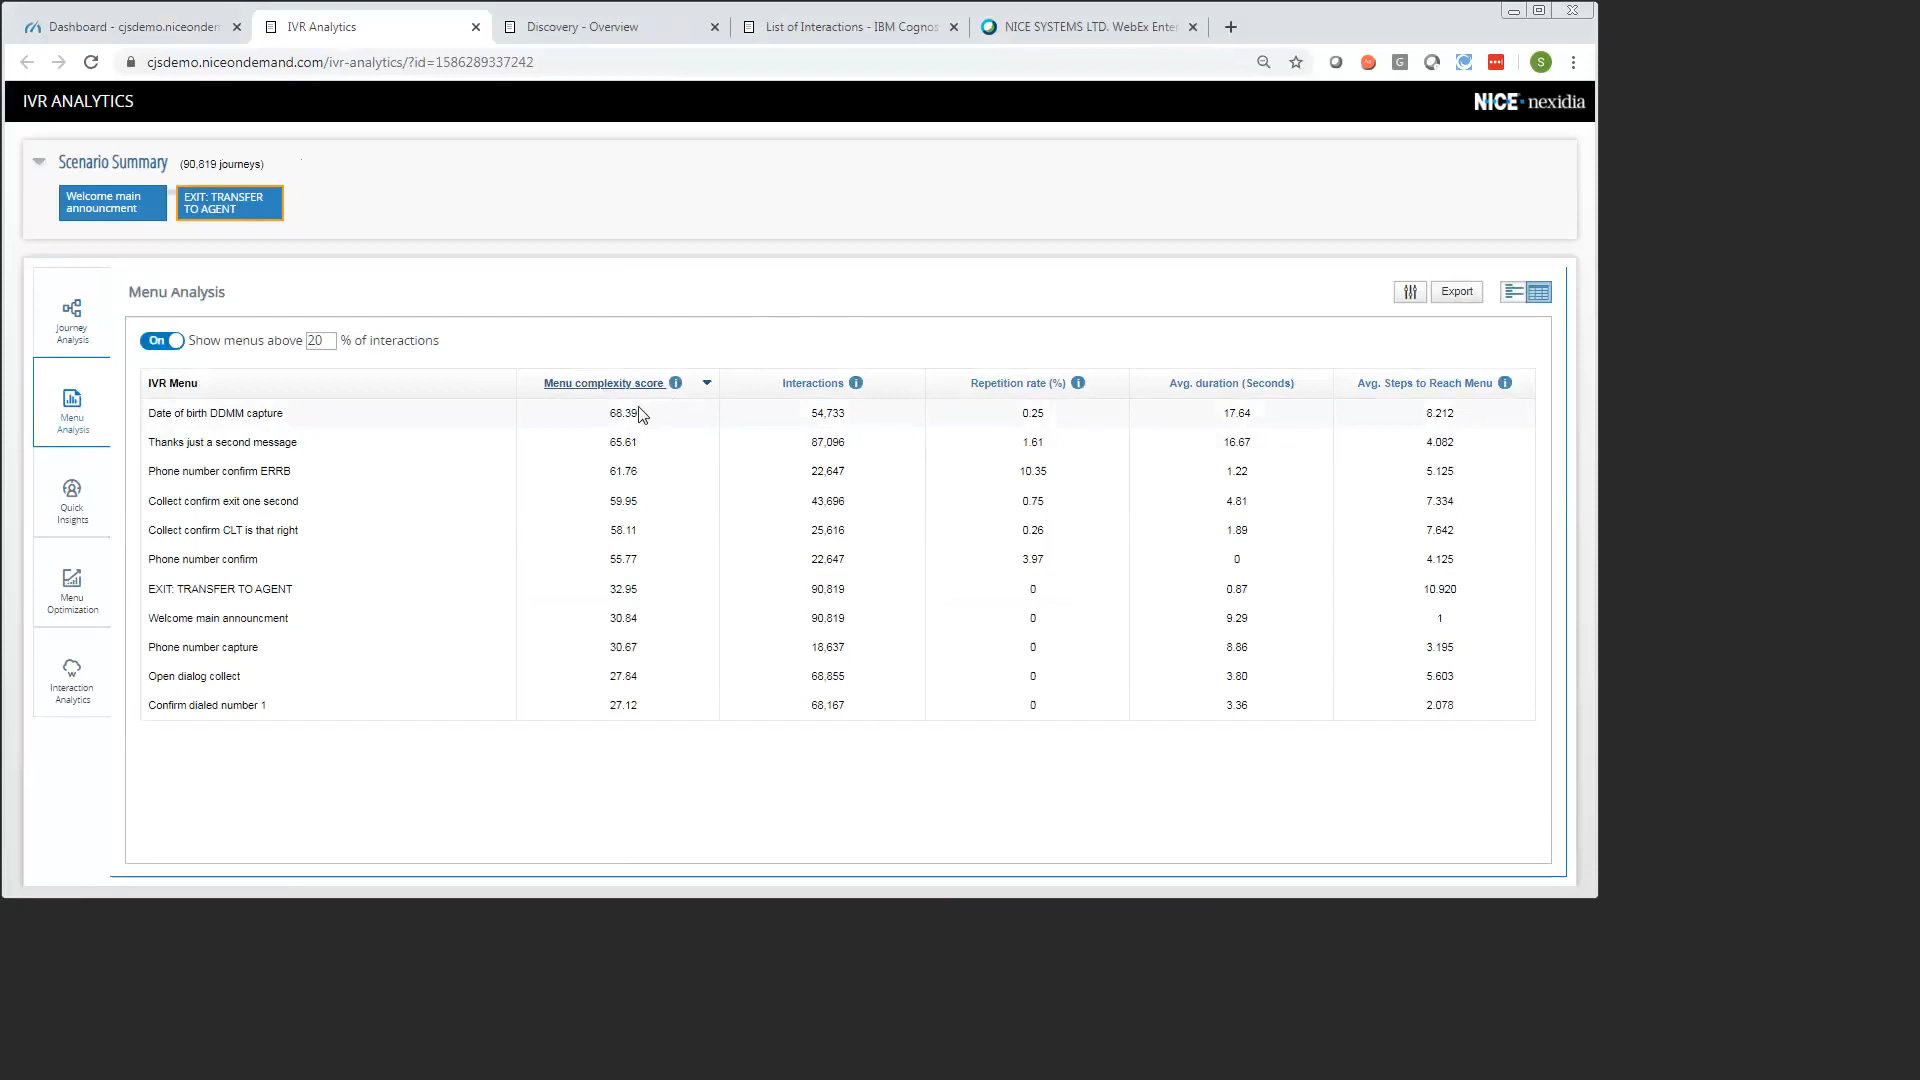 Dashboard - cjsdemo.niceondem
IVR Analytics
Discovery - Overview
List of Interactions - IBM Cognos
NICE SYSTEMS LTD. WebEx Enter
cjsdemo.niceondemand.com/ivr-analytics/?id=1586289337242
G
S
IVR ANALYTICS
NICE · nexidia
Scenario Summary (90,819 journeys)
Welcome main
announcment
EXIT: TRANSFER
TO AGENT
Journey
Analysis
Menu
Analysis
Quick
Insights
Menu
Optimization
Interaction
Analytics
Menu Analysis
Export
On Show menus above 20 % of interactions
IVR Menu Menu complexity score Interactions Repetition rate (%) Avg. duration (Seconds) Avg. Steps to Reach Menu
Date of birth DDMM capture 68.39 54,733 0.25 17.64 8.212
Thanks just a second message 65.61 87,096 1.61 16.67 4.082
Phone number confirm ERRB 61.76 22,647 10.35 1.22 5.125
Collect confirm exit one second 59.95 43,696 0.75 4.81 7.334
Collect confirm CLT is that right 58.11 25,616 0.26 1.89 7.642
Phone number confirm 55.77 22,647 3.97 0 4.125
EXIT: TRANSFER TO AGENT 32.95 90,819 0 0.87 10.920
Welcome main announcment 30.84 90,819 0 9.29 1
Phone number capture 30.67 18,637 0 8.86 3.195
Open dialog collect 27.84 68,855 0 3.80 5.603
Confirm dialed number 1 27.12 68,167 0 3.36 2.078